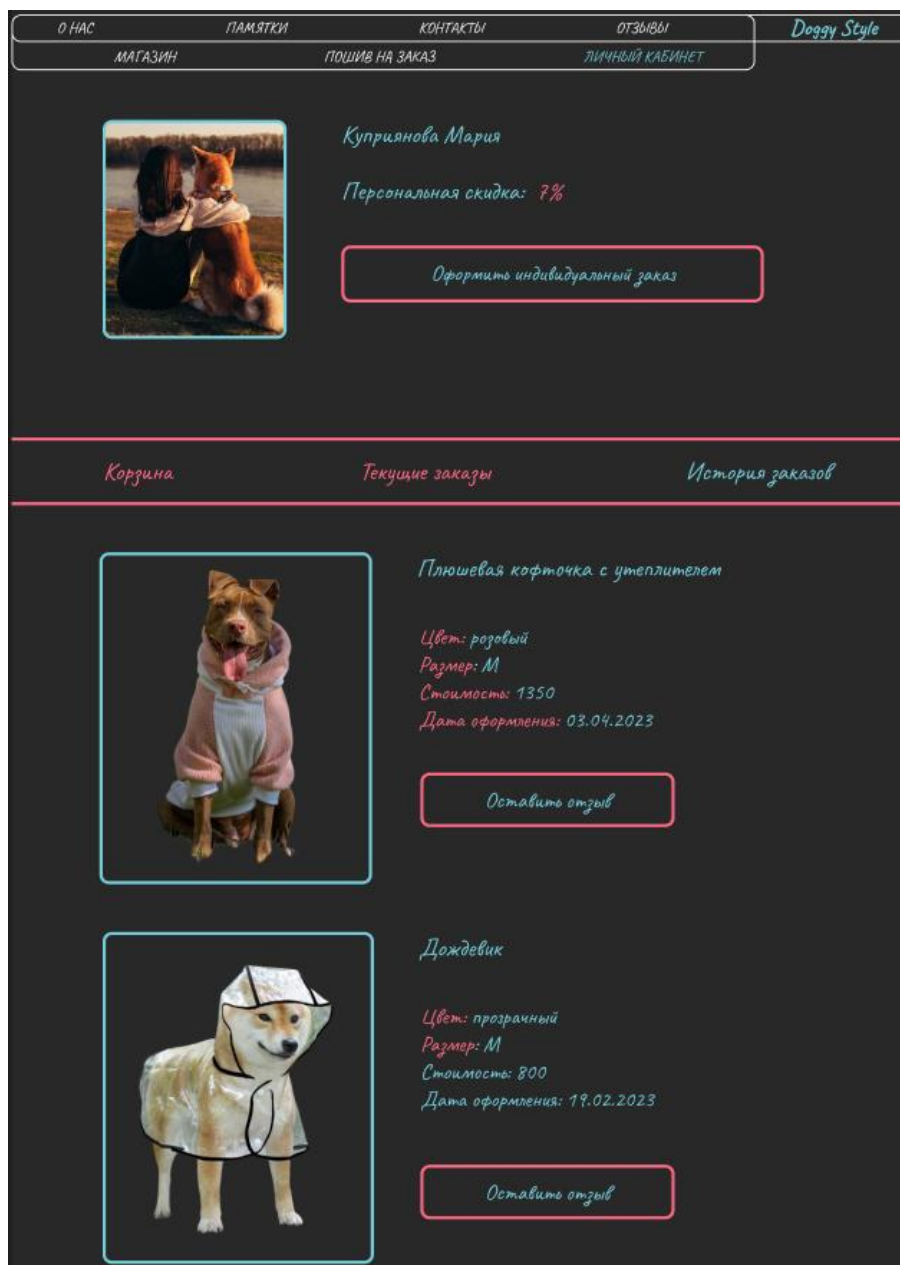 О НАС ПАМЯТКИ КОНТАКТЫ ОТЗЫВЫ Doggy Style
МАГАЗИН ПОШИВ НА ЗАКАЗ ЛИЧНЫЙ КАБИНЕТ
Куприянова Мария
Персональная скидка: 7%
Оформить индивидуальный заказ
Корзина Текущие заказы История заказов
Плюшевая кофточка с утеплителем
Цвет: розовый
Размер: М
Стоимость: 1350
Дата оформления: 03.04.2023
Оставить отзыв
Дождевик
Цвет: прозрачный
Размер: М
Стоимость: 800
Дата оформления: 19.02.2023
Оставить отзыв